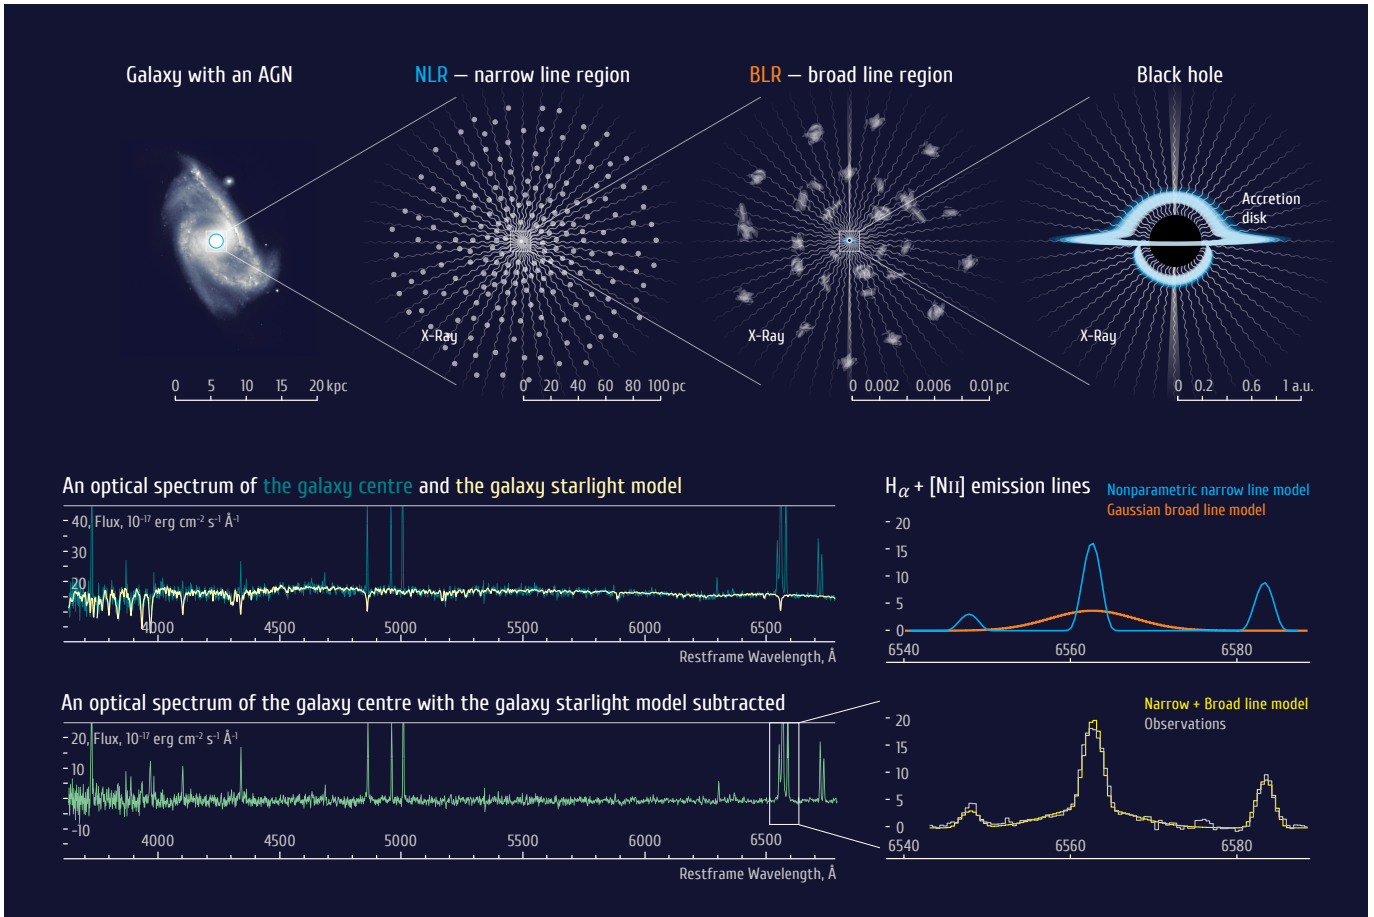 Galaxy with an AGN
NLR — narrow line region
BLR — broad line region
Black hole
Accretion
disk
X-Ray
X-Ray
X-Ray
0 5 10 15 20 kpc
0 20 40 60 80 100 pc
0 0.002 0.006 0.01 pc
0 0.2 0.6 1 a.u.
An optical spectrum of the galaxy centre and the galaxy starlight model
40, Flux, 10⁻¹⁷ erg cm⁻² s⁻¹ Å⁻¹
30
20
4000 4500 5000 5500 6000 6500
Restframe Wavelength, Å
Hα + [NII] emission lines
Nonparametric narrow line model
Gaussian broad line model
20
15
10
5
0
6540 6560 6580
An optical spectrum of the galaxy centre with the galaxy starlight model subtracted
20, Flux, 10⁻¹⁷ erg cm⁻² s⁻¹ Å⁻¹
10
-10
4000 4500 5000 5500 6000 6500
Restframe Wavelength, Å
Narrow + Broad line model
Observations
20
15
10
5
0
6540 6560 6580